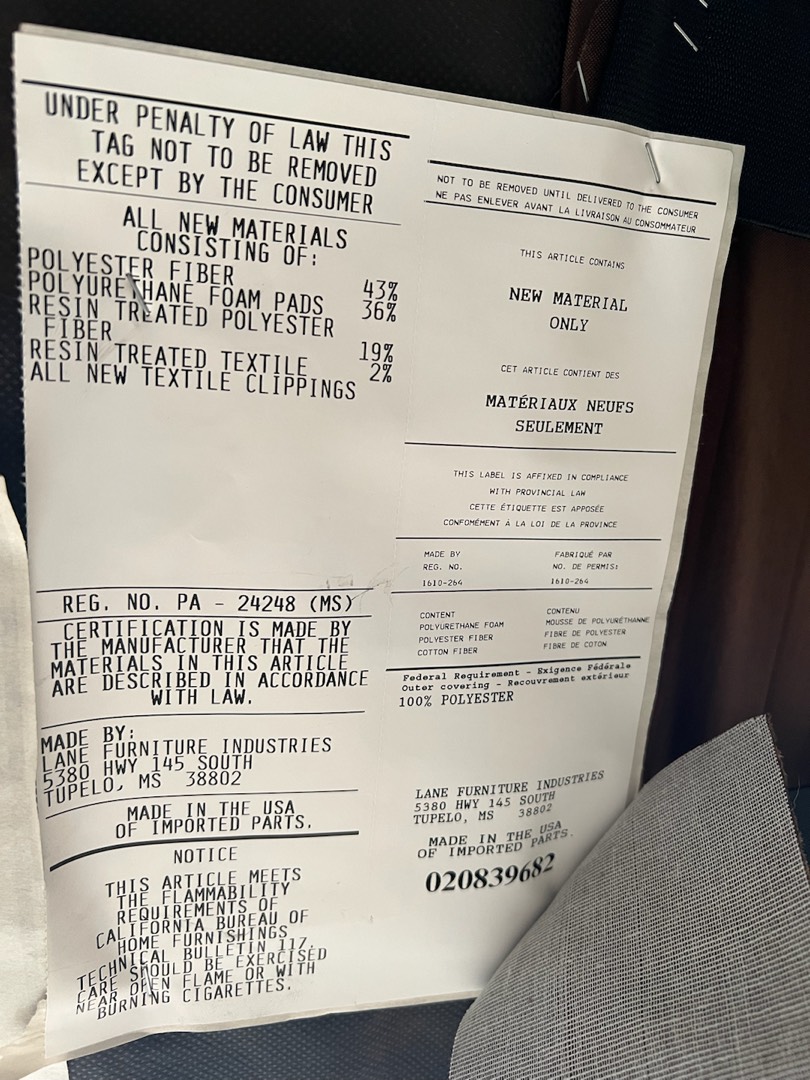 UNDER PENALTY OF LAW THIS
TAG NOT TO BE REMOVED
EXCEPT BY THE CONSUMER
ALL NEW MATERIALS
CONSISTING OF:
POLYESTER FIBER 43%
POLYURETHANE FOAM PADS 36%
RESIN TREATED POLYESTER
FIBER 19%
RESIN TREATED TEXTILE 2%
ALL NEW TEXTILE CLIPPINGS
REG. NO. PA - 24248 (MS)
CERTIFICATION IS MADE BY
THE MANUFACTURER THAT THE
MATERIALS IN THIS ARTICLE
ARE DESCRIBED IN ACCORDANCE
WITH LAW.
MADE BY:
LANE FURNITURE INDUSTRIES
5380 HWY 145 SOUTH
TUPELO, MS 38802
MADE IN THE USA
OF IMPORTED PARTS.
NOTICE
THIS ARTICLE MEETS
THE FLAMMABILITY
REQUIREMENTS OF
CALIFORNIA BUREAU OF
HOME FURNISHINGS
TECHNICAL BULLETIN 117.
CARE SHOULD BE EXERCISED
NEAR OPEN FLAME OR WITH
BURNING CIGARETTES.
NOT TO BE REMOVED UNTIL DELIVERED TO THE CONSUMER
NE PAS ENLEVER AVANT LA LIVRAISON AU CONSOMMATEUR
THIS ARTICLE CONTAINS
NEW MATERIAL
ONLY
CET ARTICLE CONTIENT DES
MATÉRIAUX NEUFS
SEULEMENT
THIS LABEL IS AFFIXED IN COMPLIANCE
WITH PROVINCIAL LAW
CETTE ÉTIQUETTE EST APPOSÉE
CONFOMÉMENT À LA LOI DE LA PROVINCE
MADE BY FABRIQUÉ PAR
REG. NO. NO. DE PERMIS:
1610-264 1610-264
CONTENT CONTENU
POLYURETHANE FOAM MOUSSE DE POLYURÉTHANNE
POLYESTER FIBER FIBRE DE POLYESTER
COTTON FIBER FIBRE DE COTON
Federal Requirement - Exigence Fédérale
Outer covering - Recouvrement extérieur
100% POLYESTER
LANE FURNITURE INDUSTRIES
5380 HWY 145 SOUTH
TUPELO, MS 38802
MADE IN THE USA
OF IMPORTED PARTS.
020839682